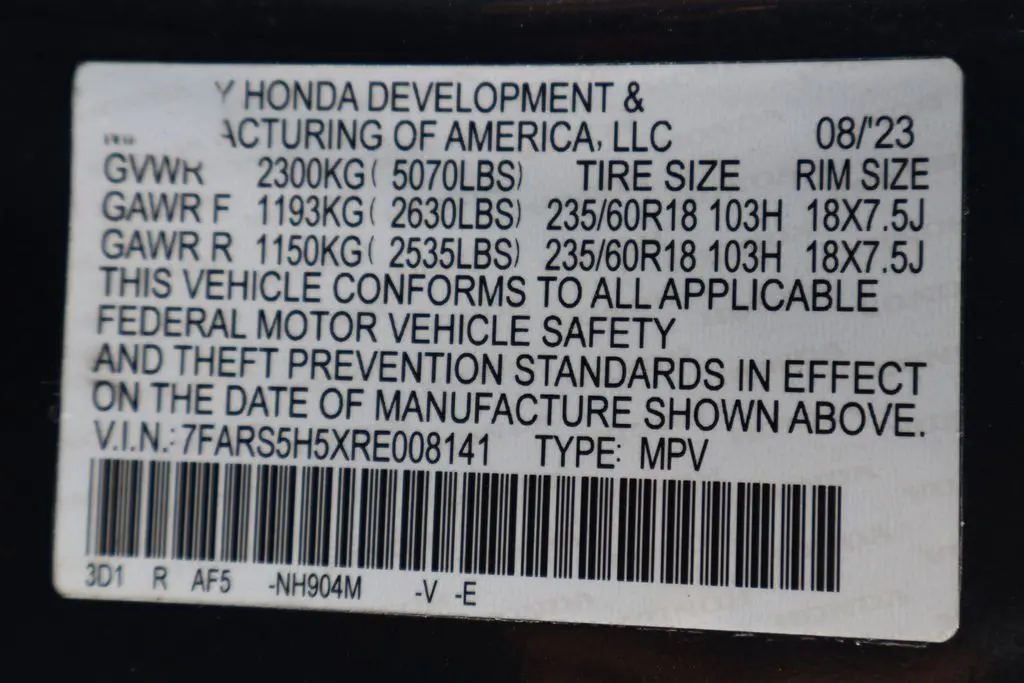 Y HONDA DEVELOPMENT &
ACTURING OF AMERICA, LLC 08/'23
GVWR 2300KG( 5070LBS) TIRE SIZE RIM SIZE
GAWR F 1193KG( 2630LBS) 235/60R18 103H 18X7.5J
GAWR R 1150KG( 2535LBS) 235/60R18 103H 18X7.5J
THIS VEHICLE CONFORMS TO ALL APPLICABLE
FEDERAL MOTOR VEHICLE SAFETY
AND THEFT PREVENTION STANDARDS IN EFFECT
ON THE DATE OF MANUFACTURE SHOWN ABOVE.
V.I.N.: 7FARS5H5XRE008141 TYPE: MPV
3D1 R AF5 -NH904M -V -E